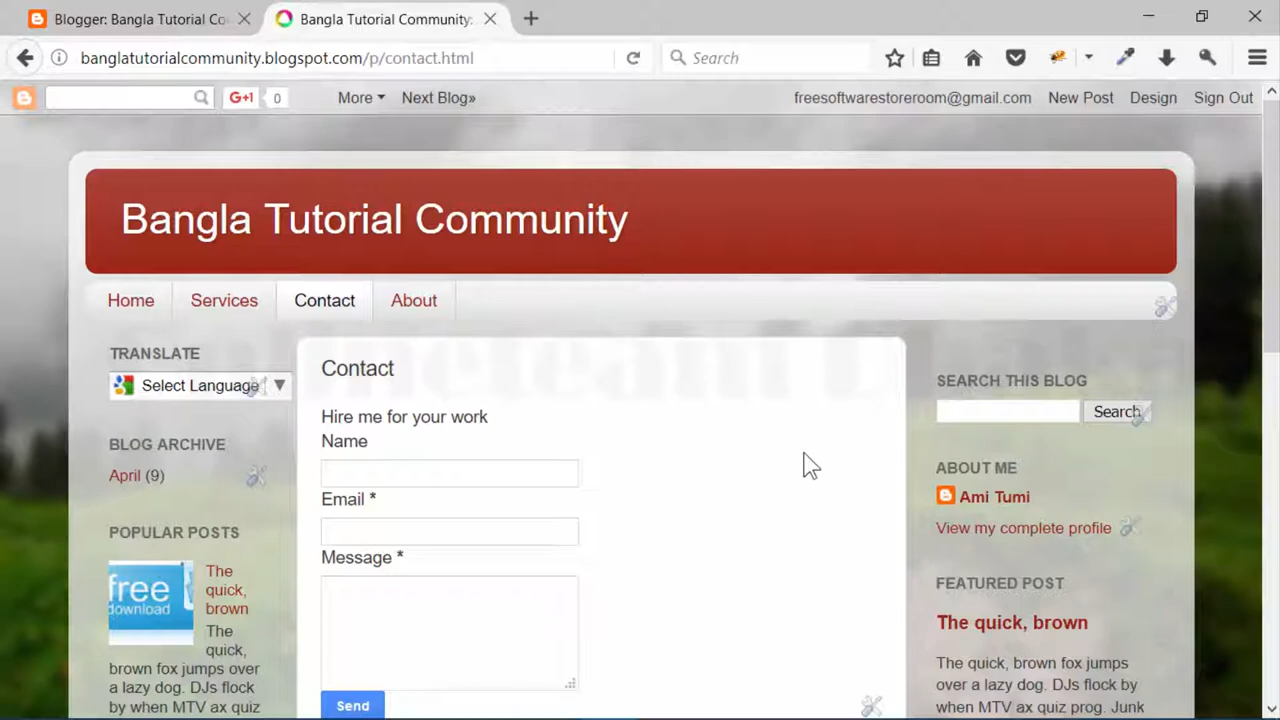 Blogger: Bangla Tutorial Co
Bangla Tutorial Community:
banglatutorialcommunity.blogspot.com/p/contact.html
Search
G+1 0
More
Next Blog»
freesoftwarestoreroom@gmail.com
New Post
Design
Sign Out
Bangla Tutorial Community
Home
Services
Contact
About
TRANSLATE
Select Language
BLOG ARCHIVE
April (9)
POPULAR POSTS
free
download
The
quick,
brown
The
quick,
brown fox jumps over
a lazy dog. DJs flock
by when MTV ax quiz
Contact
Hire me for your work
Name
Email *
Message *
Send
SEARCH THIS BLOG
Search
ABOUT ME
Ami Tumi
View my complete profile
FEATURED POST
The quick, brown
The quick, brown fox jumps
over a lazy dog. DJs flock by
when MTV ax quiz prog. Junk